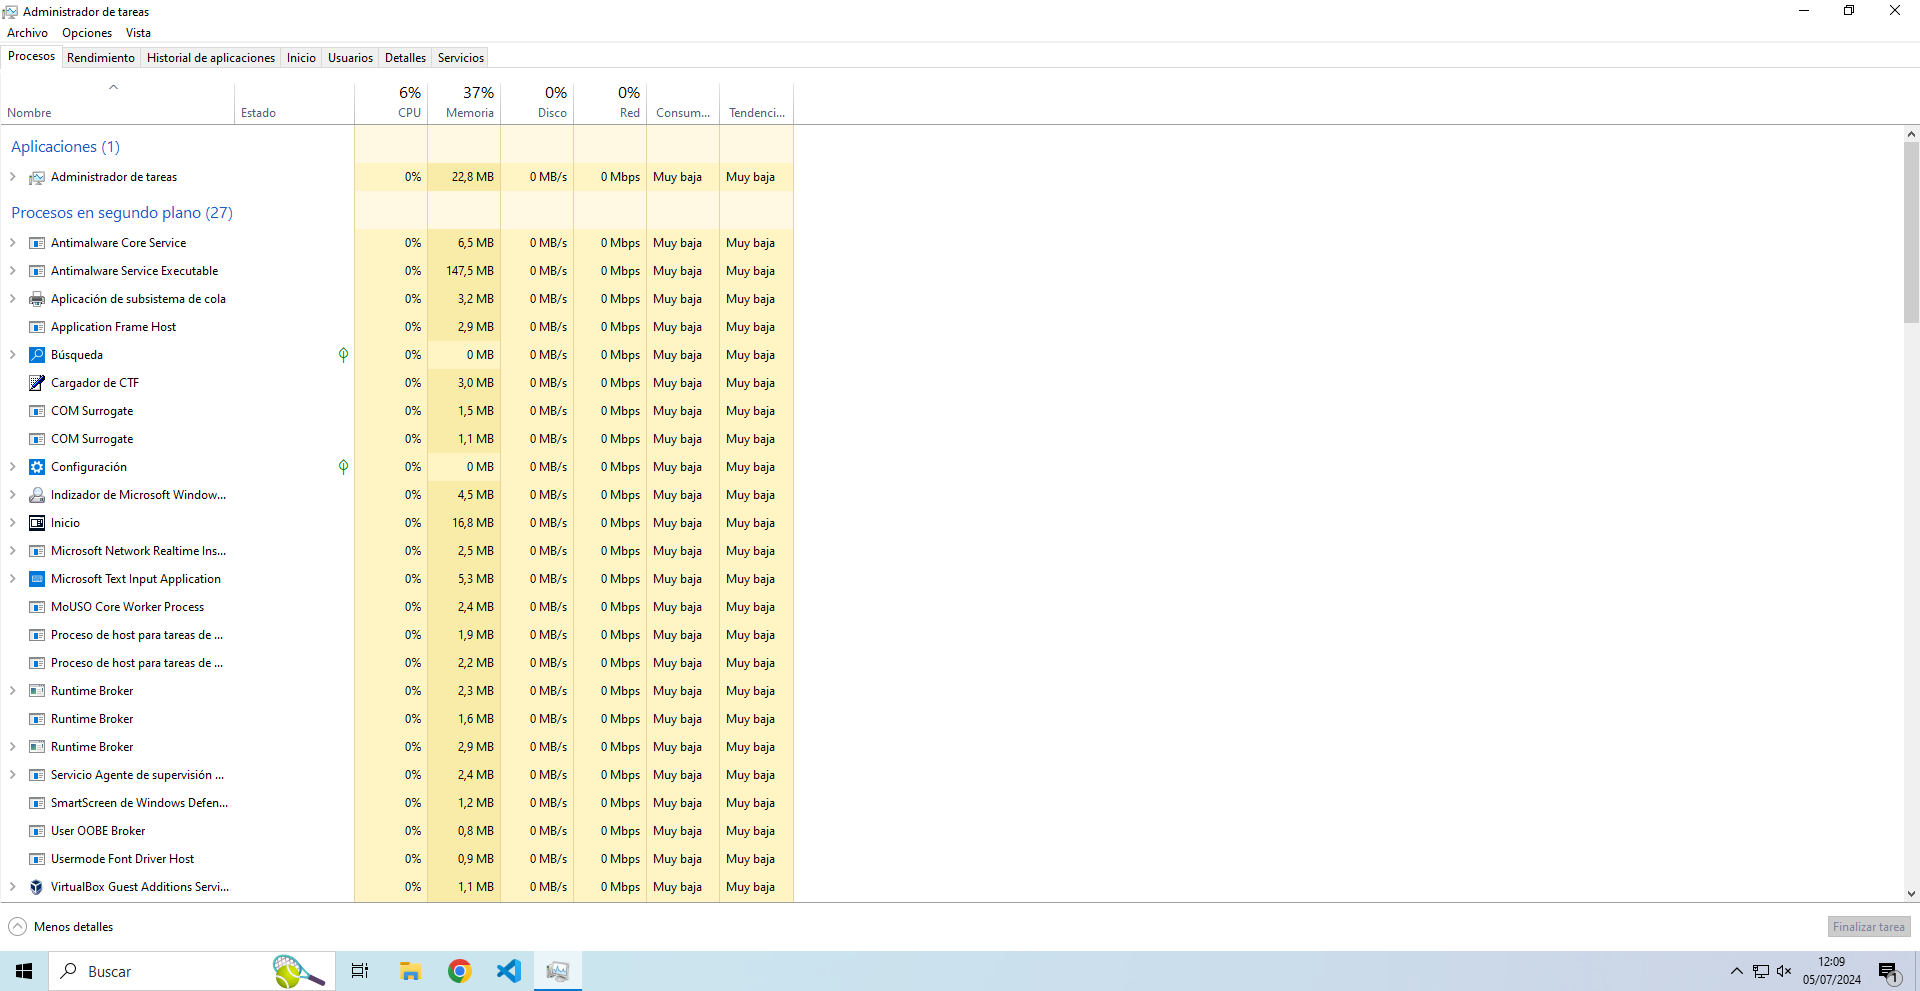 Administrador de tareas
Archivo Opciones Vista
Procesos Rendimiento Historial de aplicaciones Inicio Usuarios Detalles Servicios
6% 37% 0% 0%
Nombre Estado CPU Memoria Disco Red Consum... Tendenci...
Aplicaciones (1)
Administrador de tareas 0% 22,8 MB 0 MB/s 0 Mbps Muy baja Muy baja
Procesos en segundo plano (27)
Antimalware Core Service 0% 6,5 MB 0 MB/s 0 Mbps Muy baja Muy baja
Antimalware Service Executable 0% 147,5 MB 0 MB/s 0 Mbps Muy baja Muy baja
Aplicación de subsistema de cola 0% 3,2 MB 0 MB/s 0 Mbps Muy baja Muy baja
Application Frame Host 0% 2,9 MB 0 MB/s 0 Mbps Muy baja Muy baja
Búsqueda 0% 0 MB 0 MB/s 0 Mbps Muy baja Muy baja
Cargador de CTF 0% 3,0 MB 0 MB/s 0 Mbps Muy baja Muy baja
COM Surrogate 0% 1,5 MB 0 MB/s 0 Mbps Muy baja Muy baja
COM Surrogate 0% 1,1 MB 0 MB/s 0 Mbps Muy baja Muy baja
Configuración 0% 0 MB 0 MB/s 0 Mbps Muy baja Muy baja
Indizador de Microsoft Window... 0% 4,5 MB 0 MB/s 0 Mbps Muy baja Muy baja
Inicio 0% 16,8 MB 0 MB/s 0 Mbps Muy baja Muy baja
Microsoft Network Realtime Ins... 0% 2,5 MB 0 MB/s 0 Mbps Muy baja Muy baja
Microsoft Text Input Application 0% 5,3 MB 0 MB/s 0 Mbps Muy baja Muy baja
MoUSO Core Worker Process 0% 2,4 MB 0 MB/s 0 Mbps Muy baja Muy baja
Proceso de host para tareas de ... 0% 1,9 MB 0 MB/s 0 Mbps Muy baja Muy baja
Proceso de host para tareas de ... 0% 2,2 MB 0 MB/s 0 Mbps Muy baja Muy baja
Runtime Broker 0% 2,3 MB 0 MB/s 0 Mbps Muy baja Muy baja
Runtime Broker 0% 1,6 MB 0 MB/s 0 Mbps Muy baja Muy baja
Runtime Broker 0% 2,9 MB 0 MB/s 0 Mbps Muy baja Muy baja
Servicio Agente de supervisión ... 0% 2,4 MB 0 MB/s 0 Mbps Muy baja Muy baja
SmartScreen de Windows Defen... 0% 1,2 MB 0 MB/s 0 Mbps Muy baja Muy baja
User OOBE Broker 0% 0,8 MB 0 MB/s 0 Mbps Muy baja Muy baja
Usermode Font Driver Host 0% 0,9 MB 0 MB/s 0 Mbps Muy baja Muy baja
VirtualBox Guest Additions Servi... 0% 1,1 MB 0 MB/s 0 Mbps Muy baja Muy baja
Menos detalles Finalizar tarea
Buscar
12:09
05/07/2024
1